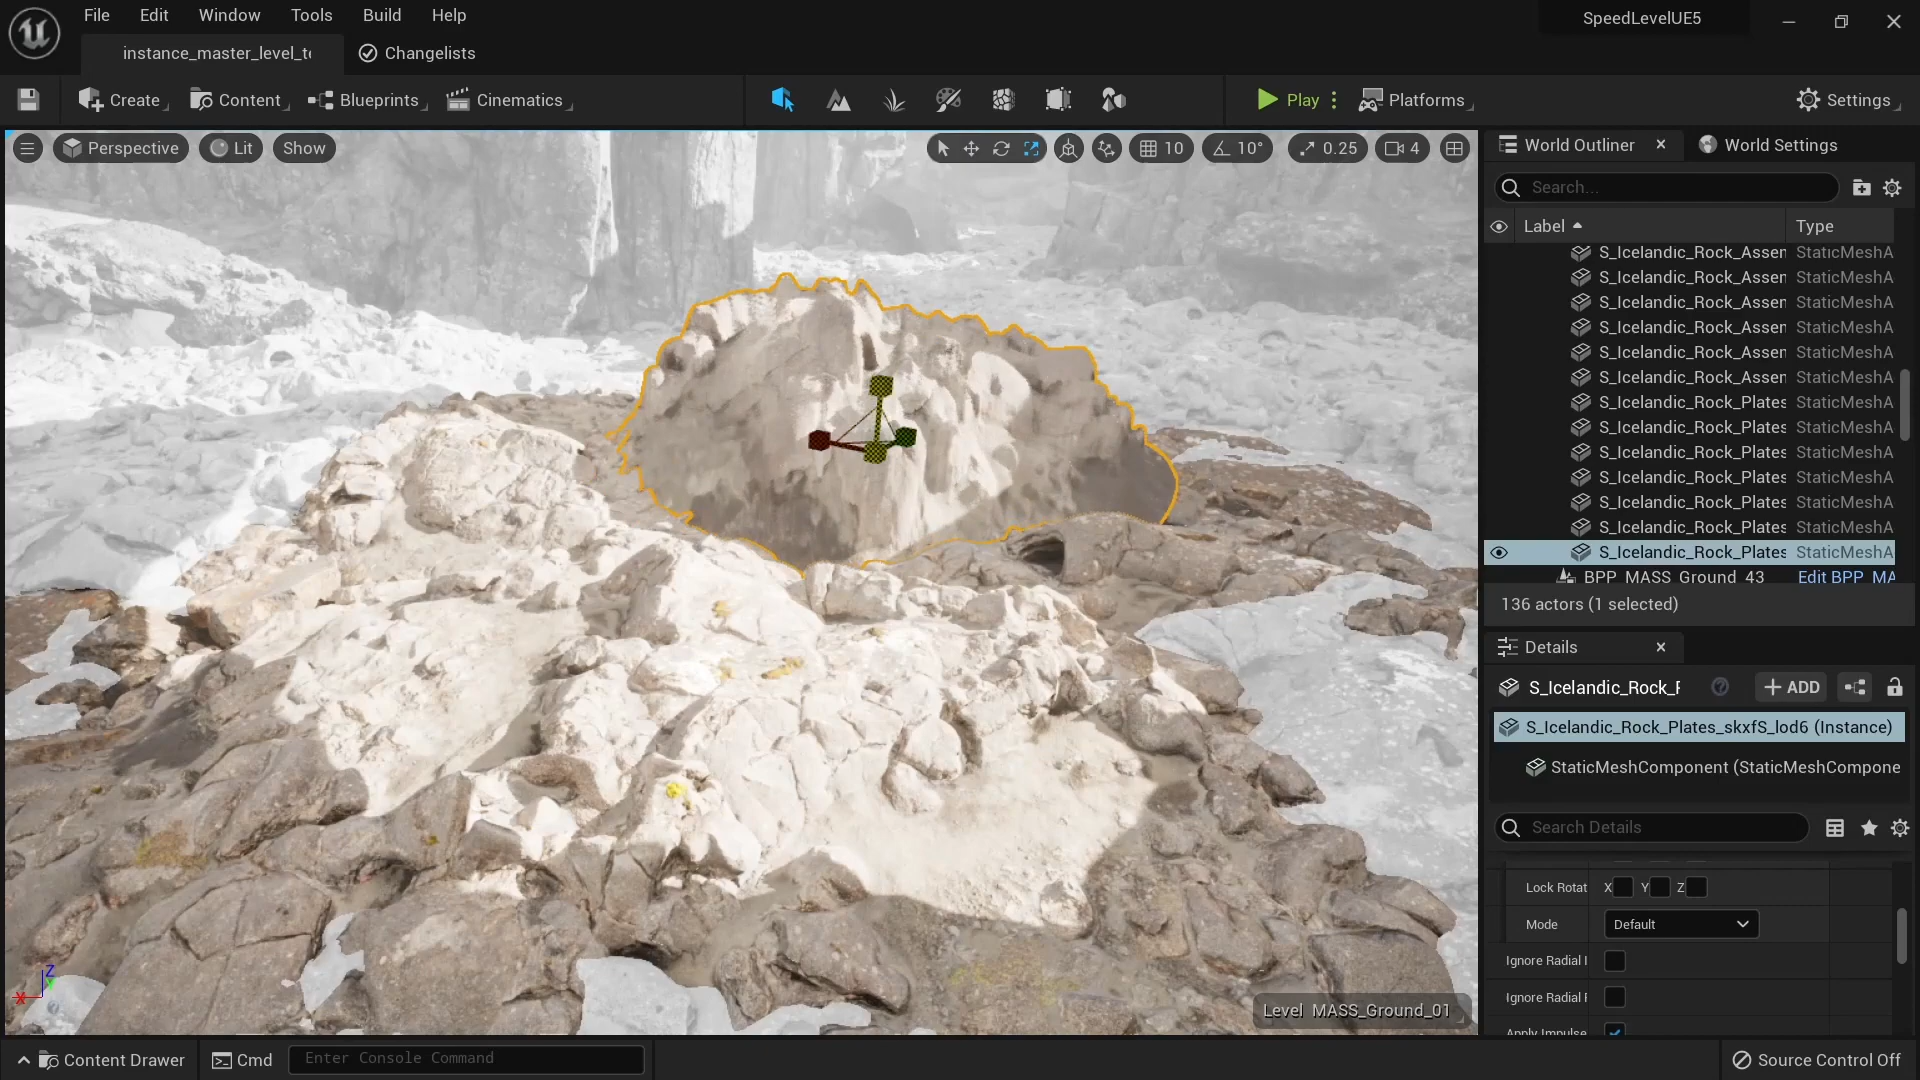 File Edit Window Tools Build Help
SpeedLevelUE5
instance_master_level_te
Changelists
Create Content Blueprints Cinematics
Play Platforms Settings
Perspective Lit Show
10 10° 0.25 4
World Outliner World Settings
Search...
Label Type
S_Icelandic_Rock_Assen StaticMeshA
S_Icelandic_Rock_Assen StaticMeshA
S_Icelandic_Rock_Assen StaticMeshA
S_Icelandic_Rock_Assen StaticMeshA
S_Icelandic_Rock_Assen StaticMeshA
S_Icelandic_Rock_Assen StaticMeshA
S_Icelandic_Rock_Plates StaticMeshA
S_Icelandic_Rock_Plates StaticMeshA
S_Icelandic_Rock_Plates StaticMeshA
S_Icelandic_Rock_Plates StaticMeshA
S_Icelandic_Rock_Plates StaticMeshA
S_Icelandic_Rock_Plates StaticMeshA
S_Icelandic_Rock_Plates StaticMeshA
BPP_MASS_Ground_43 Edit BPP_MA
136 actors (1 selected)
Details
S_Icelandic_Rock_F
ADD
S_Icelandic_Rock_Plates_skxfS_lod6 (Instance)
StaticMeshComponent (StaticMeshCompone
Search Details
Lock Rotat X Y Z
Mode Default
Ignore Radial I
Ignore Radial F
Apply Impulse
Z
Y
X
Level MASS_Ground_01
Content Drawer Cmd Enter Console Command Source Control Off